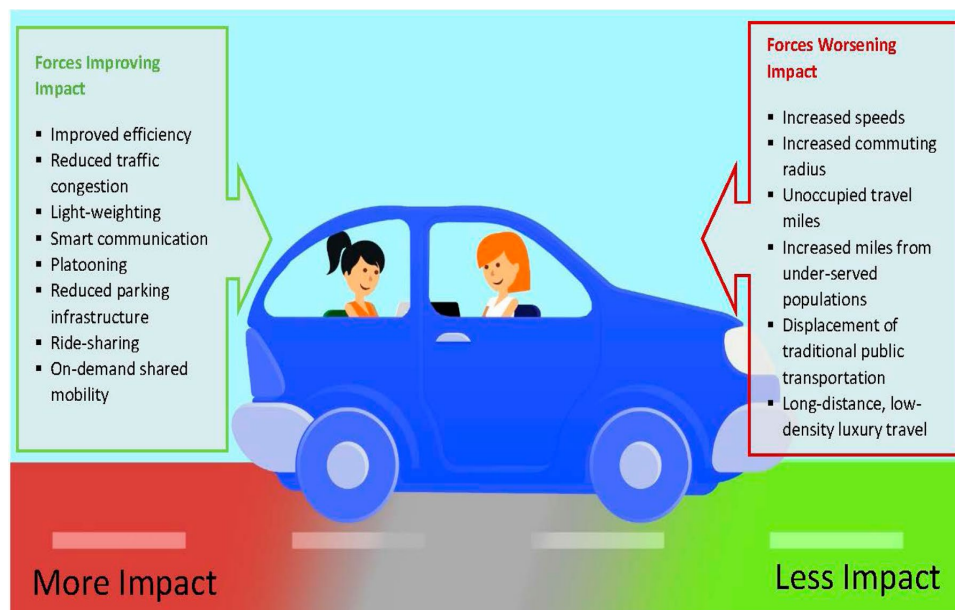 Forces Improving
Impact
▪ Improved efficiency
▪ Reduced traffic
congestion
▪ Light-weighting
▪ Smart communication
▪ Platooning
▪ Reduced parking
infrastructure
▪ Ride-sharing
▪ On-demand shared
mobility
Forces Worsening
Impact
▪ Increased speeds
▪ Increased commuting
radius
▪ Unoccupied travel
miles
▪ Increased miles from
under-served
populations
▪ Displacement of
traditional public
transportation
▪ Long-distance, low-
density luxury travel
More Impact
Less Impact